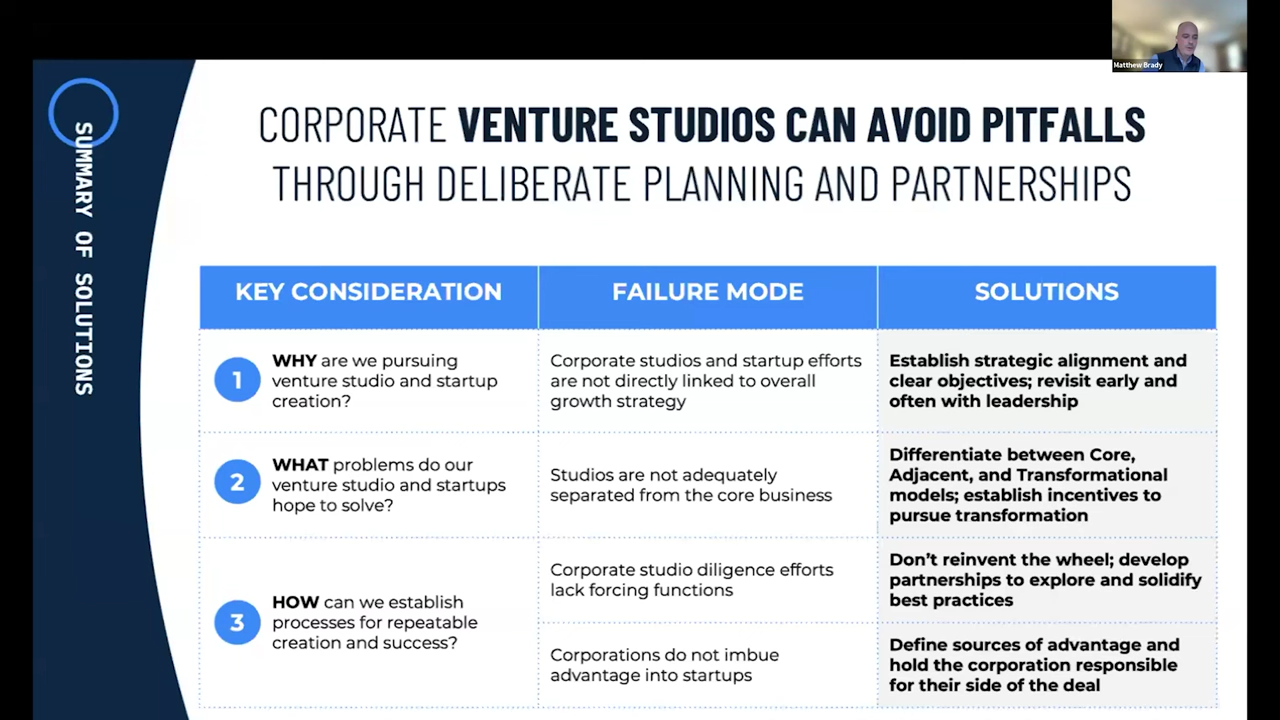 Matthew Brady
SUMMARY OF SOLUTIONS
CORPORATE VENTURE STUDIOS CAN AVOID PITFALLS
THROUGH DELIBERATE PLANNING AND PARTNERSHIPS
KEY CONSIDERATION
FAILURE MODE
SOLUTIONS
1
WHY are we pursuing
venture studio and startup
creation?
Corporate studios and startup efforts
are not directly linked to overall
growth strategy
Establish strategic alignment and
clear objectives; revisit early and
often with leadership
2
WHAT problems do our
venture studio and startups
hope to solve?
Studios are not adequately
separated from the core business
Differentiate between Core,
Adjacent, and Transformational
models; establish incentives to
pursue transformation
3
HOW can we establish
processes for repeatable
creation and success?
Corporate studio diligence efforts
lack forcing functions
Don’t reinvent the wheel; develop
partnerships to explore and solidify
best practices
Corporations do not imbue
advantage into startups
Define sources of advantage and
hold the corporation responsible
for their side of the deal